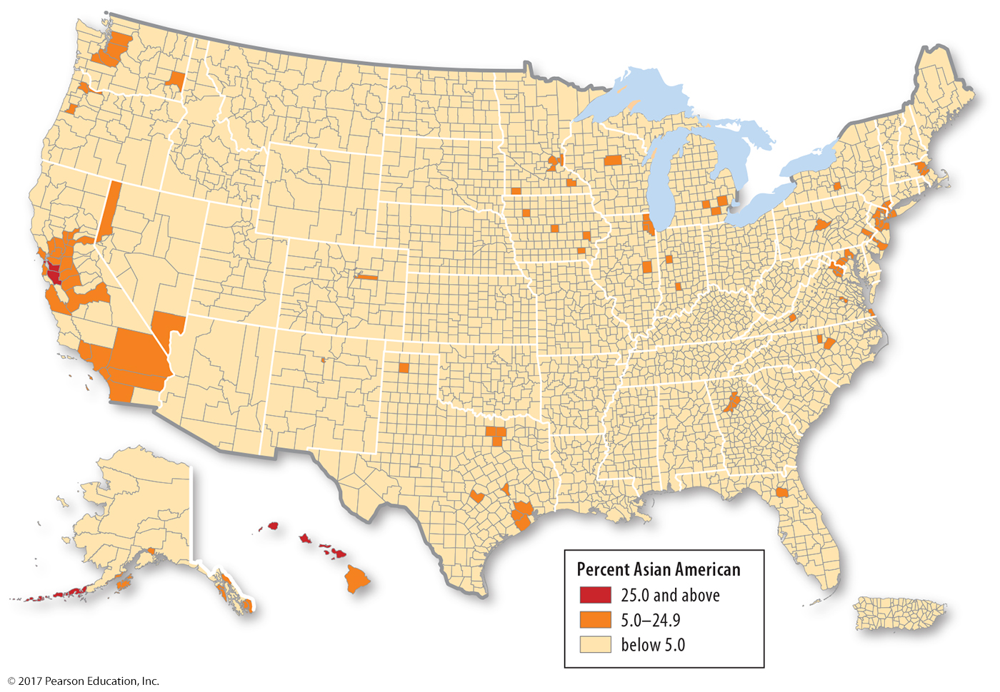 Percent Asian American
25.0 and above
5.0–24.9
below 5.0
© 2017 Pearson Education, Inc.